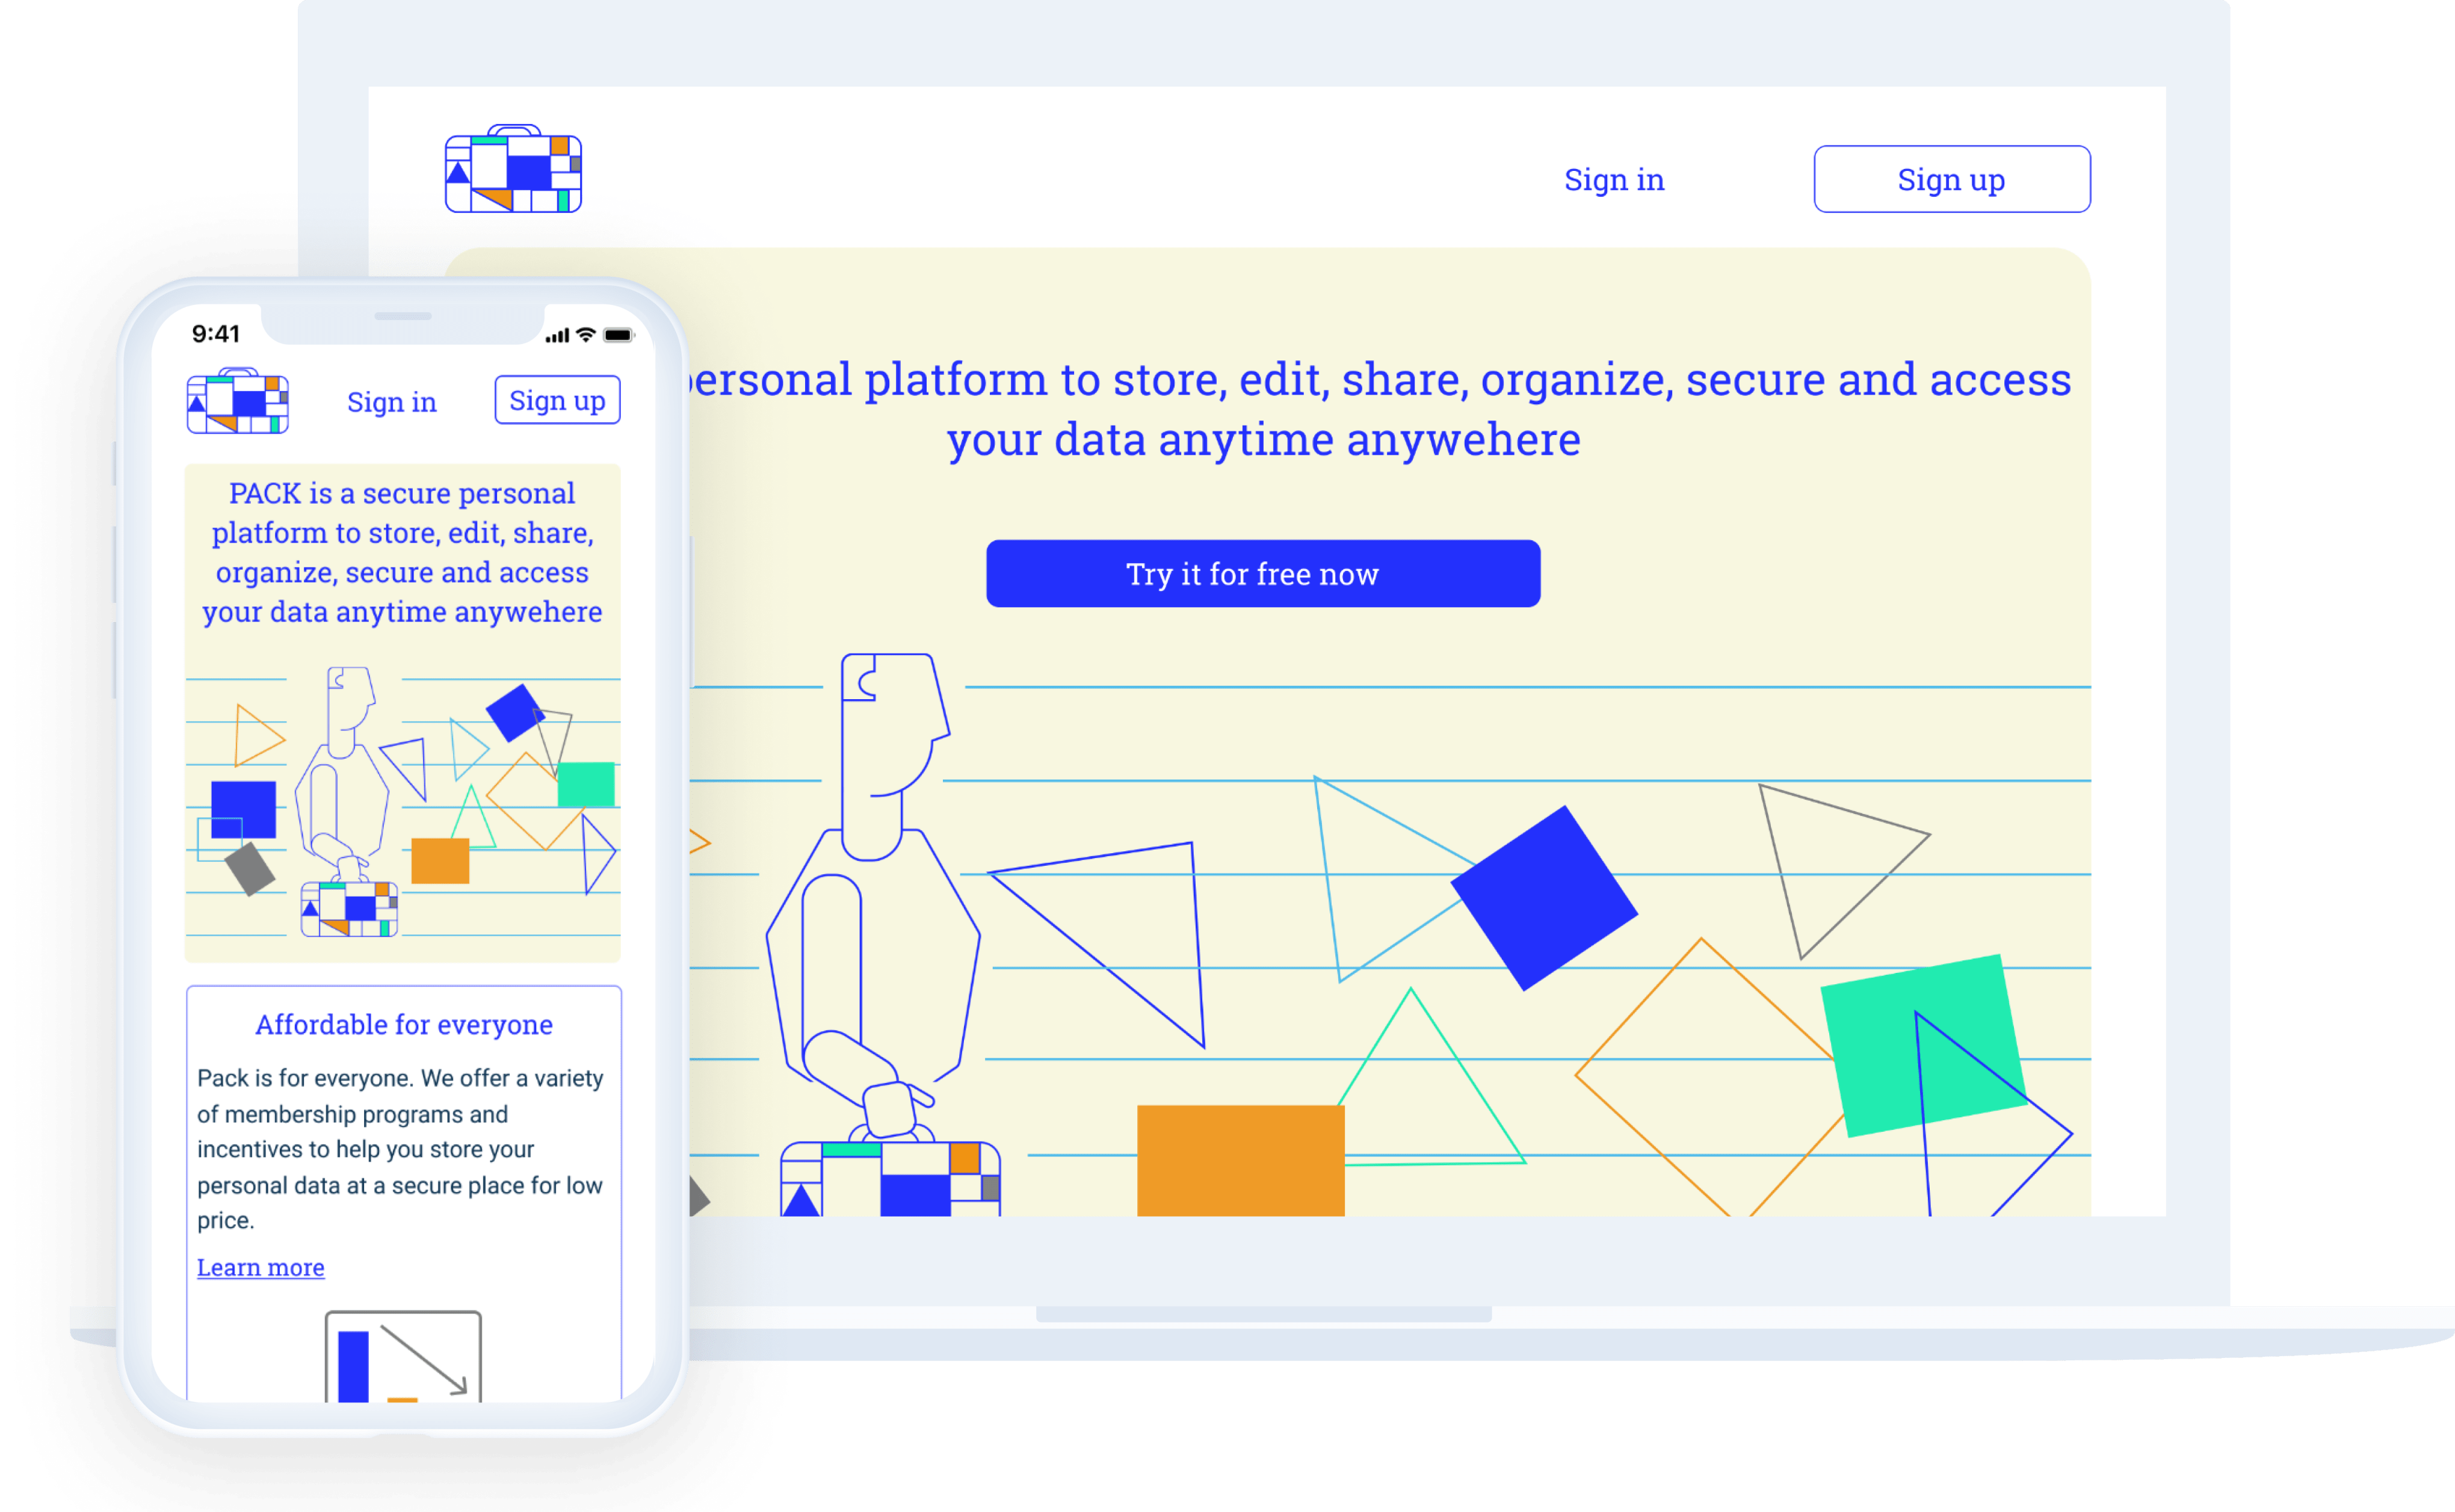 Sign in
Sign up
personal platform to store, edit, share, organize, secure and access
your data anytime anywehere
Try it for free now
9:41
Sign in
Sign up
PACK is a secure personal
platform to store, edit, share,
organize, secure and access
your data anytime anywehere
Affordable for everyone
Pack is for everyone. We offer a variety
of membership programs and
incentives to help you store your
personal data at a secure place for low
price.
Learn more